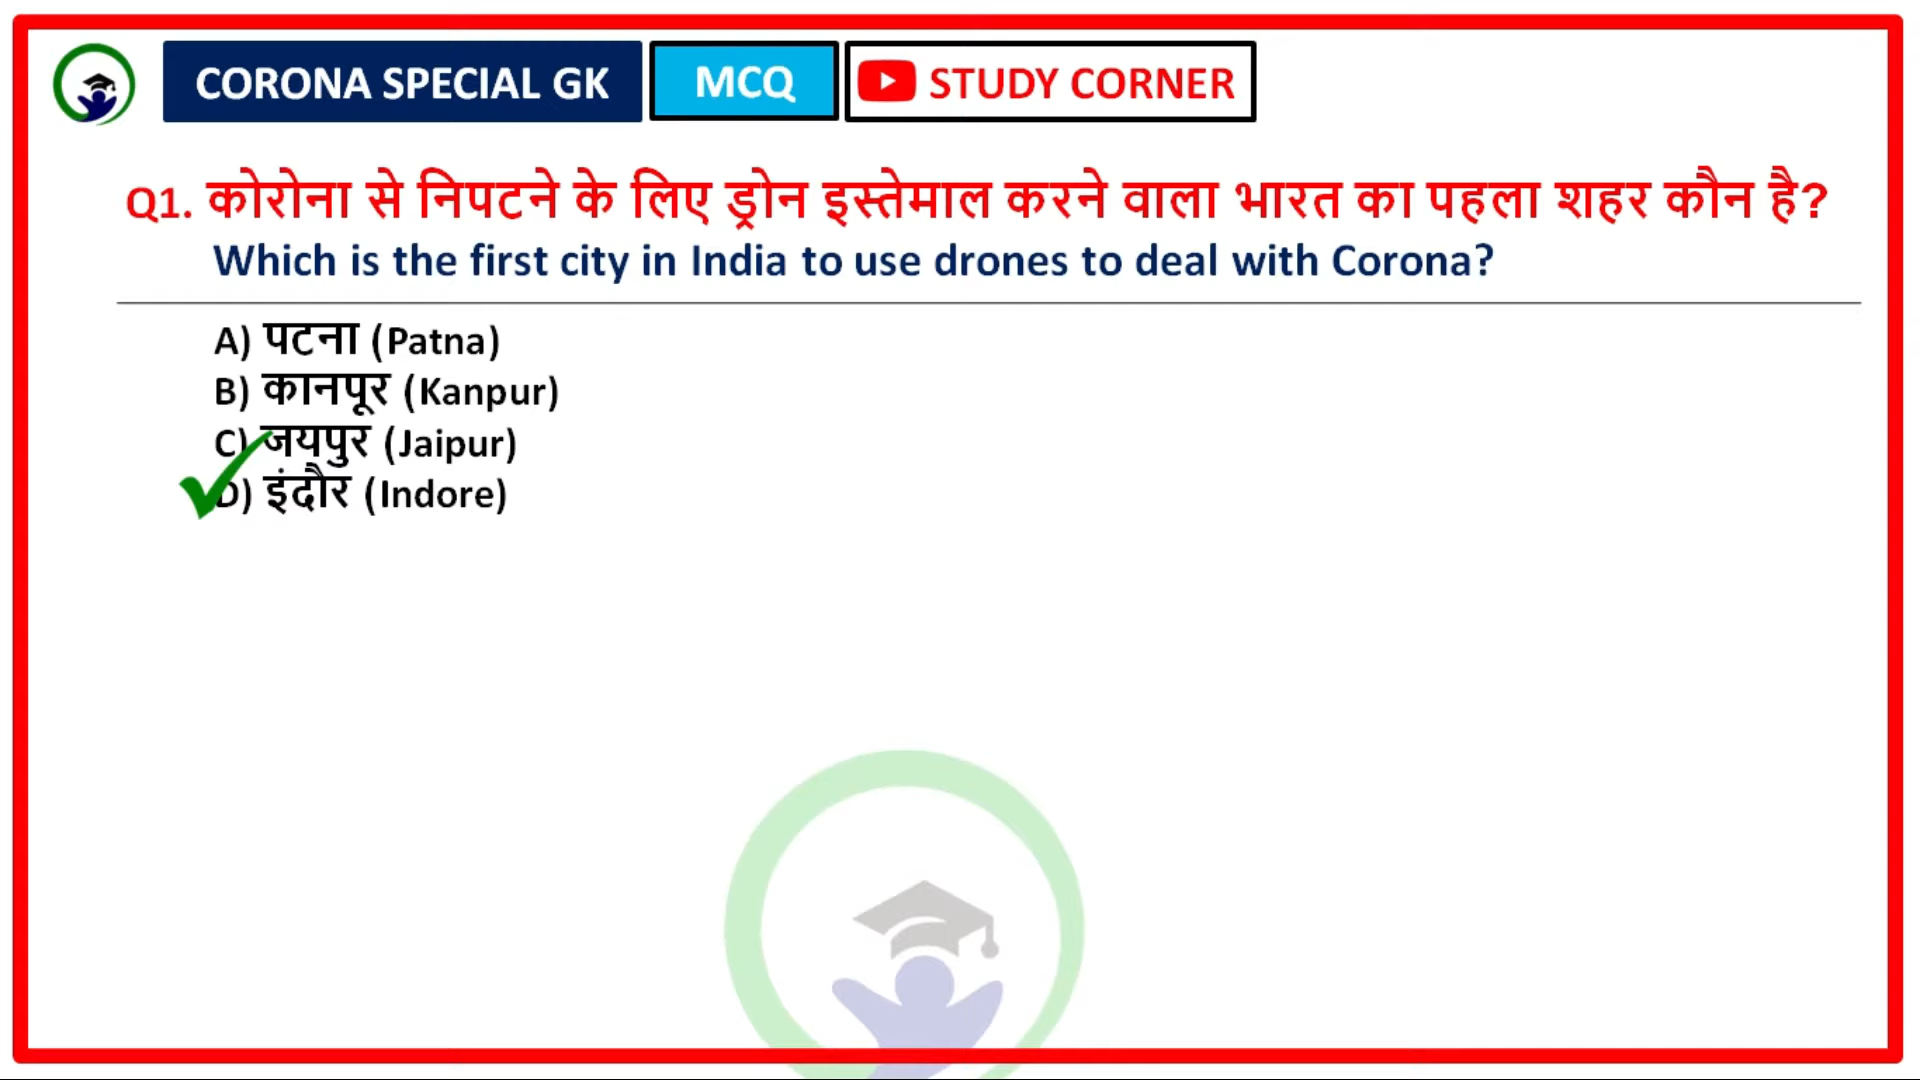 CORONA SPECIAL GK MCQ STUDY CORNER
Q1. कोरोना से निपटने के लिए ड्रोन इस्तेमाल करने वाला भारत का पहला शहर कौन है?
Which is the first city in India to use drones to deal with Corona?
A) पटना (Patna)
B) कानपूर (Kanpur)
C) जयपुर (Jaipur)
D) इंदौर (Indore)